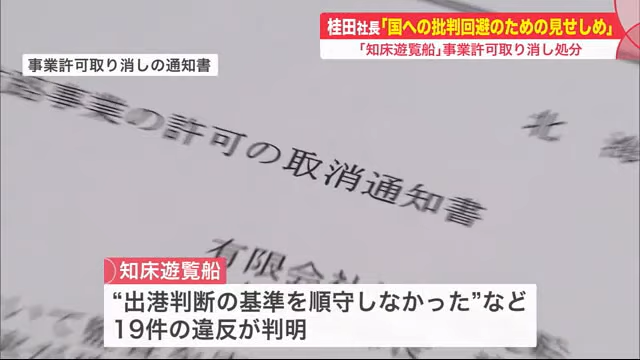 桂田社長「国への批判回避のための見せしめ」
「知床遊覧船」事業許可取り消し処分
事業許可取り消しの通知書
北海
事業の許可の取消通知書
有限会社
知床遊覧船
“出港判断の基準を順守しなかった”など
19件の違反が判明